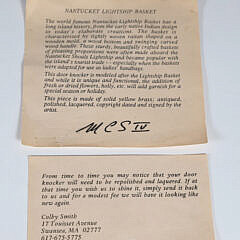 NANTUCKET LIGHTSHIP BASKET
The world famous Nantucket Lightship Basket has
a long island history, from the early native Indian design
to today's elaborate creations. The basket is
characterized by tightly woven rattan shaped on a
wooden mold, a wood bottom and swinging carved
wood handle. These sturdy, beautifully crafted baskets
of pleasing proportions were often made aboard the
Nantucket Shoals Lightship and became popular with
the island's tourist trade - especially when the baskets
were adapted for use as ladies' handbags.
This door knocker is modeled after the Lightship Basket
and while it is unique and functional, the addition of
fresh or dried flowers, holly, etc. will add garnish for a
special season or holiday.
This piece is made of solid yellow brass; antiqued,
polished, lacquered, copyright dated and signed by the
artist.
MCS IV
From time to time you may notice that your door
knocker will need to be repolished and laquered. If at
that time you wish us to shine it, simply send it back
to us and for a modest fee we will have it looking like
new again.
Colby Smith
17 Touisset Avenue
Swansea, MA 02777
617-675-5775